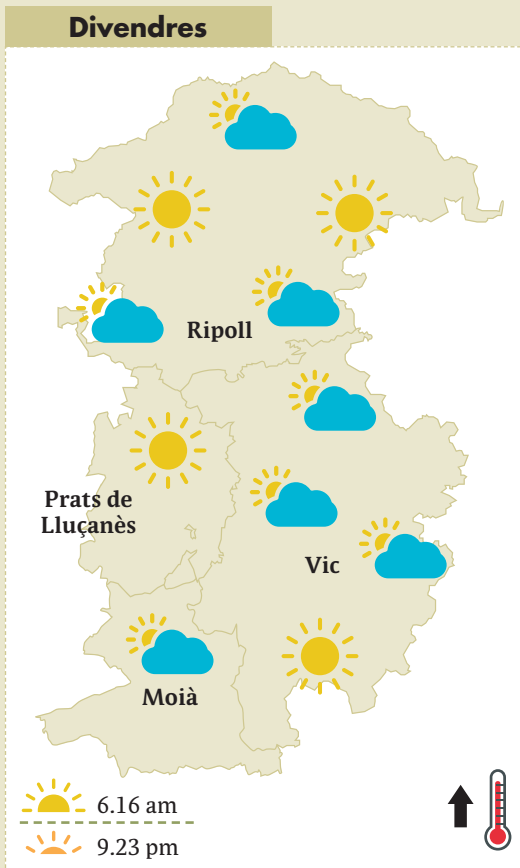 Divendres
Ripoll
Prats de
Lluçanès
Vic
Moià
6.16 am
9.23 pm